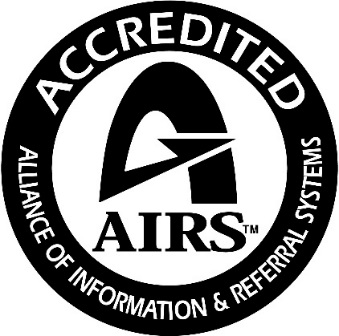 ACCREDITED
AIRS™
ALLIANCE OF INFORMATION & REFERRAL SYSTEMS